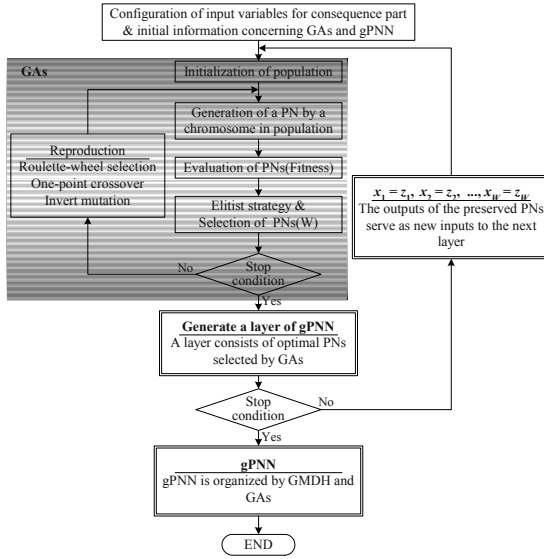 Configuration of input variables for consequence part
& initial information concerning GAs and gPNN
GAs
Initialization of population
Generation of a PN by a
chromosome in population
Reproduction
Roulette-wheel selection
One-point crossover
Invert mutation
Evaluation of PNs(Fitness)
Elitist strategy &
Selection of PNs(W)
x1 = z1, x2 = z2, ..., xW = zW
The outputs of the preserved PNs
serve as new inputs to the next
layer
No
Stop
condition
Yes
Generate a layer of gPNN
A layer consists of optimal PNs
selected by GAs
Stop
condition
No
Yes
gPNN
gPNN is organized by GMDH and
GAs
END